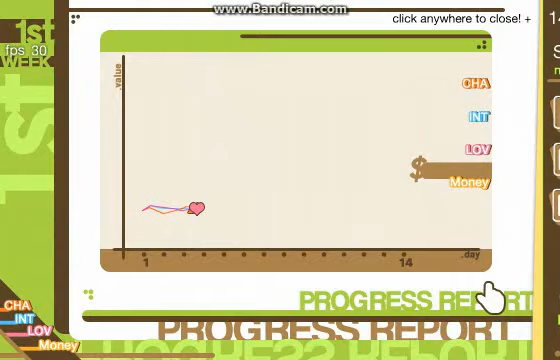 www.Bandicam.com
click anywhere to close! +
1st
fps 30
WEEK
1st
.value
CHA
INT
LOV
$
Money
.day
1
14
PROGRESS REPORT
PROGRESS REPORT
CHA
INT
LOV
Money